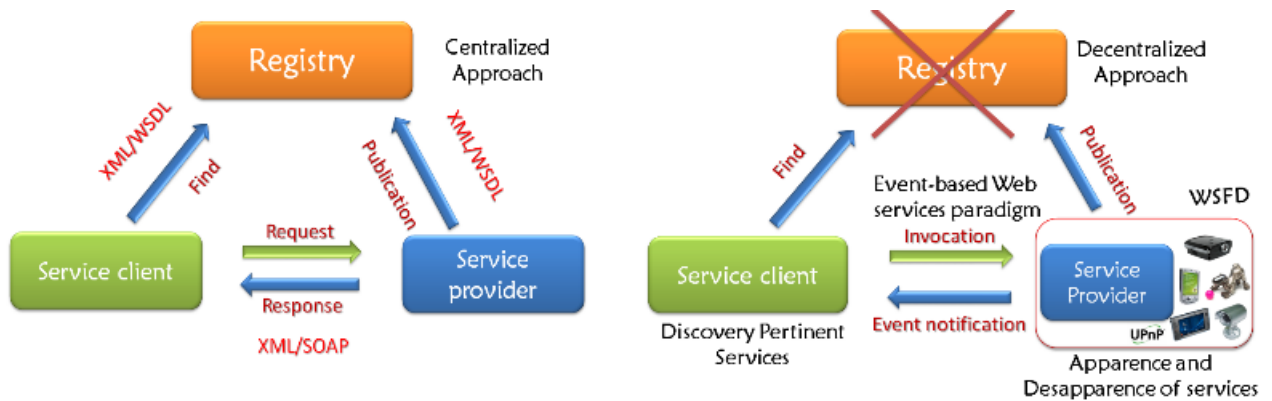 Registry
Centralized
Approach
XML/WSDL
Find
Publication
XML/WSDL
Request
Service client
Service
provider
Response
XML/SOAP
Registry
Decentralized
Approach
Find
Publication
Event-based Web
services paradigm
WSFD
Invocation
Service client
Service
Provider
Event notification
UPnP
Discovery Pertinent
Services
Apparence and
Desapparence of services